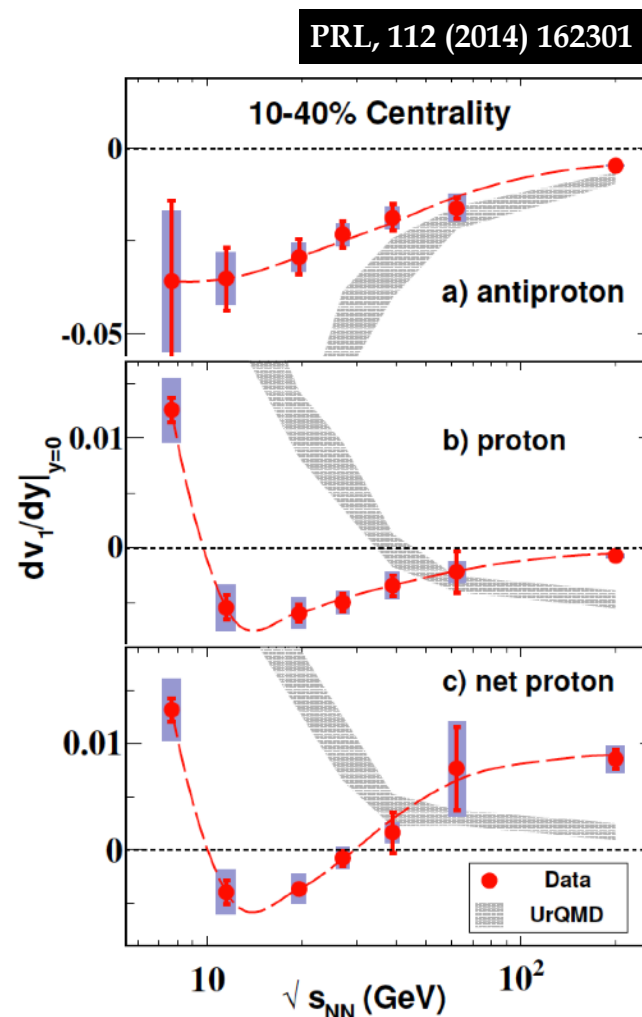 PRL, 112 (2014) 162301
10-40% Centrality
0
a) antiproton
-0.05
0.01
b) proton
0
dv₁/dy|y=0
c) net proton
0.01
0
Data
UrQMD
10
10²
√ sNN (GeV)